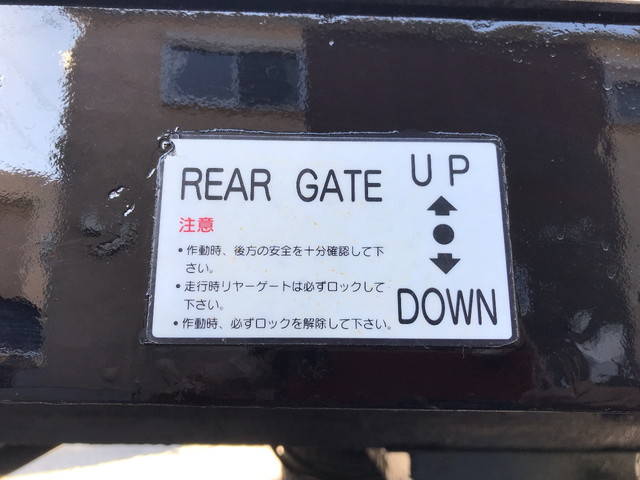 REAR GATE
UP
注意
•作動時、後方の安全を十分確認して下
さい。
•走行時リヤーゲートは必ずロックして
下さい。
•作動時、必ずロックを解除して下さい。
DOWN